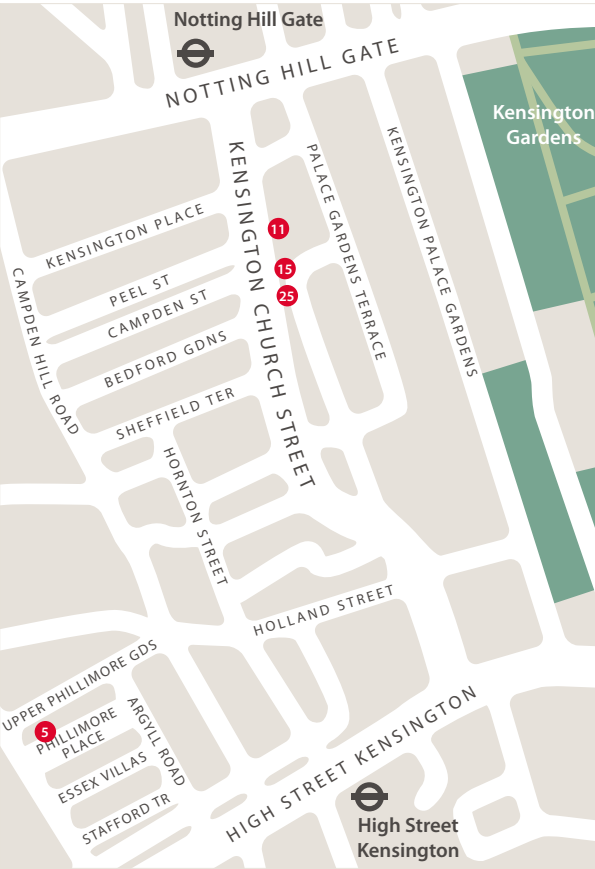 Notting Hill Gate
NOTTING HILL GATE
Kensington
Gardens
KENSINGTON CHURCH STREET
PALACE GARDENS TERRACE
KENSINGTON PALACE GARDENS
KENSINGTON PLACE
11
15
25
PEEL ST
CAMPDEN ST
CAMPDEN HILL ROAD
BEDFORD GDNS
SHEFFIELD TER
HORNTON STREET
HOLLAND STREET
UPPER PHILLIMORE GDS
5
PHILLIMORE
PLACE
ARGYLL ROAD
ESSEX VILLAS
STAFFORD TR
HIGH STREET KENSINGTON
High Street
Kensington